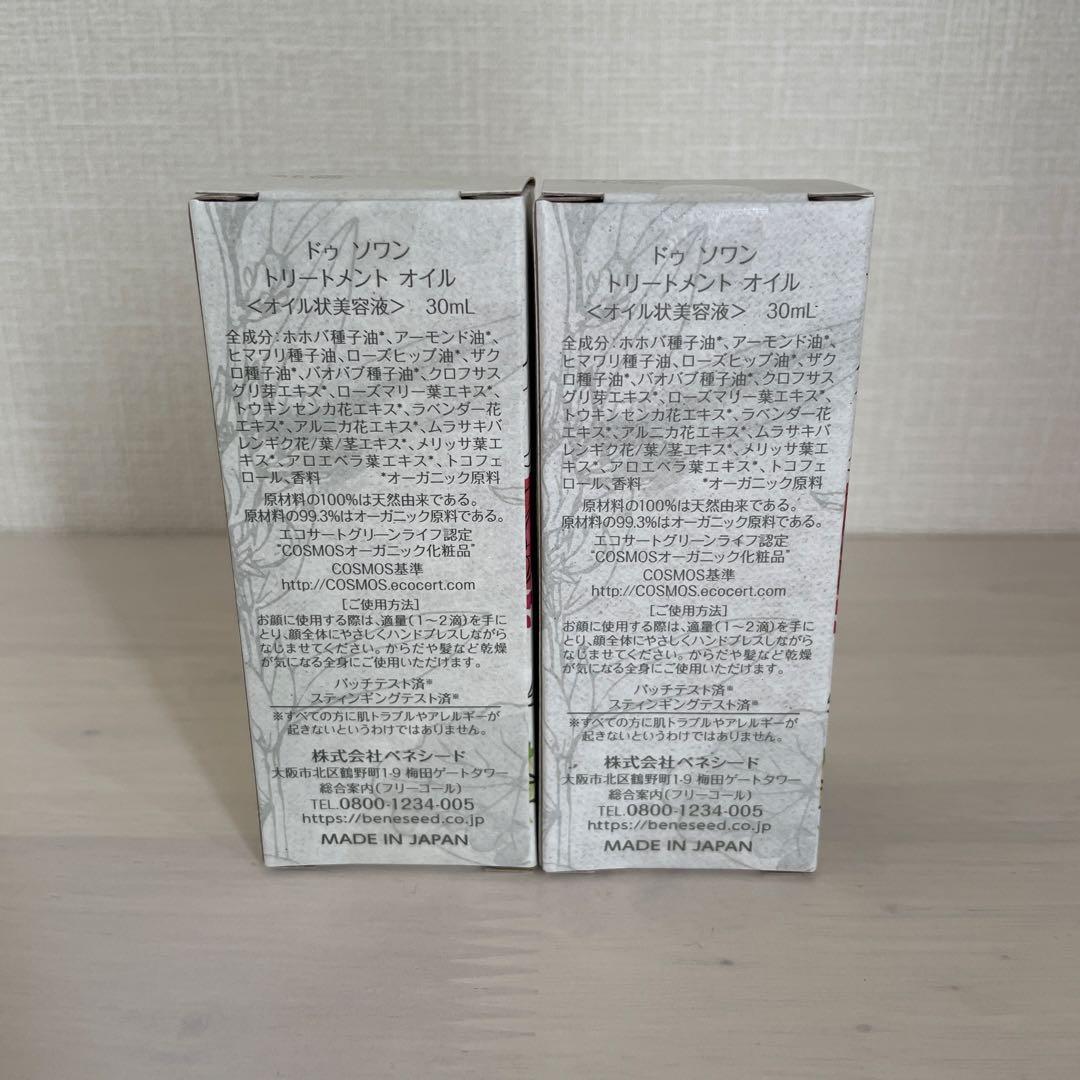 ドゥ ソワン
トリートメント オイル
<オイル状美容液> 30mL
全成分:ホホバ種子油*、アーモンド油*、
ヒマワリ種子油、ローズヒップ油*、ザク
ロ種子油*、バオバブ種子油*、クロフサス
グリ芽エキス*、ローズマリー葉エキス*、
トウキンセンカ花エキス*、ラベンダー花
エキス*、アルニカ花エキス*、ムラサキバ
レンギク花/葉/茎エキス*、メリッサ葉エ
キス*、アロエベラ葉エキス*、トコフェ
ロール、香料 *オーガニック原料
原材料の100%は天然由来である。
原材料の99.3%はオーガニック原料である。
エコサートグリーンライフ認定
"COSMOSオーガニック化粧品"
COSMOS基準
http://COSMOS.ecocert.com
[ご使用方法]
お顔に使用する際は、適量(1〜2滴)を手に
とり、顔全体にやさしくハンドプレスしながら
なじませてください。からだや髪など乾燥
が気になる全身にご使用いただけます。
パッチテスト済※
スティンギングテスト済※
※すべての方に肌トラブルやアレルギーが
起きないというわけではありません。
株式会社ベネシード
大阪市北区鶴野町1-9 梅田ゲートタワー
総合案内(フリーコール)
TEL.0800-1234-005
https://beneseed.co.jp
MADE IN JAPAN
ドゥ ソワン
トリートメント オイル
<オイル状美容液> 30mL
全成分:ホホバ種子油*、アーモンド油*、
ヒマワリ種子油、ローズヒップ油*、ザク
ロ種子油*、バオバブ種子油*、クロフサス
グリ芽エキス*、ローズマリー葉エキス*、
トウキンセンカ花エキス*、ラベンダー花
エキス*、アルニカ花エキス*、ムラサキバ
レンギク花/葉/茎エキス*、メリッサ葉エ
キス*、アロエベラ葉エキス*、トコフェ
ロール、香料 *オーガニック原料
原材料の100%は天然由来である。
原材料の99.3%はオーガニック原料である。
エコサートグリーンライフ認定
"COSMOSオーガニック化粧品"
COSMOS基準
http://COSMOS.ecocert.com
[ご使用方法]
お顔に使用する際は、適量(1〜2滴)を手に
とり、顔全体にやさしくハンドプレスしながら
なじませてください。からだや髪など乾燥
が気になる全身にご使用いただけます。
パッチテスト済※
スティンギングテスト済※
※すべての方に肌トラブルやアレルギーが
起きないというわけではありません。
株式会社ベネシード
大阪市北区鶴野町1-9 梅田ゲートタワー
総合案内(フリーコール)
TEL.0800-1234-005
https://beneseed.co.jp
MADE IN JAPAN